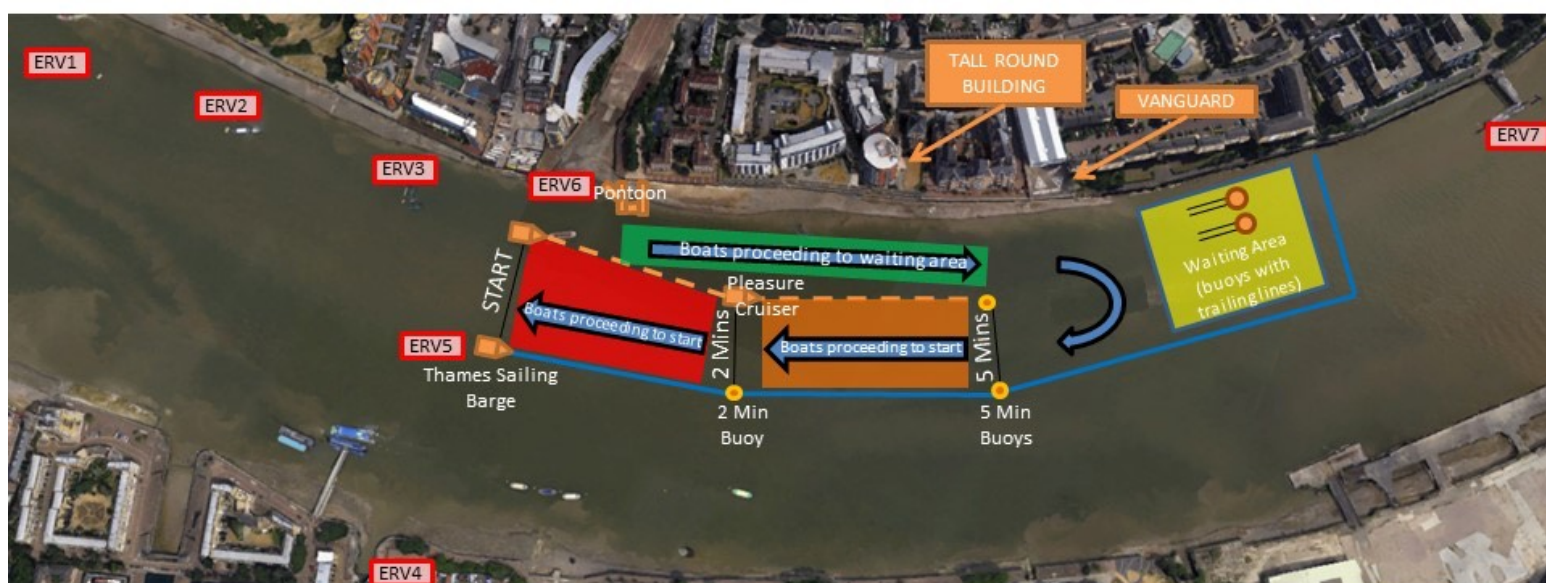 ERV1
ERV2
ERV3
ERV6
Pontoon
TALL ROUND
BUILDING
VANGUARD
ERV7
START
Boats proceeding to waiting area
Pleasure
Cruiser
Waiting Area
(buoys with
trailing lines)
Boats proceeding to start
2 Mins
Boats proceeding to start
5 Mins
ERV5
Thames Sailing
Barge
2 Min
Buoy
5 Min
Buoys
ERV4